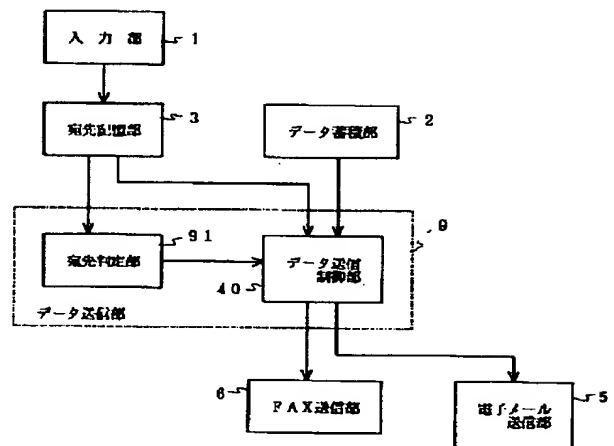 入力部
1
宛先記憶部
3
データ蓄積部
2
9
宛先判定部
91
データ送信
制御部
40
データ送信部
6
FAX送信部
電子メール
送信部
5